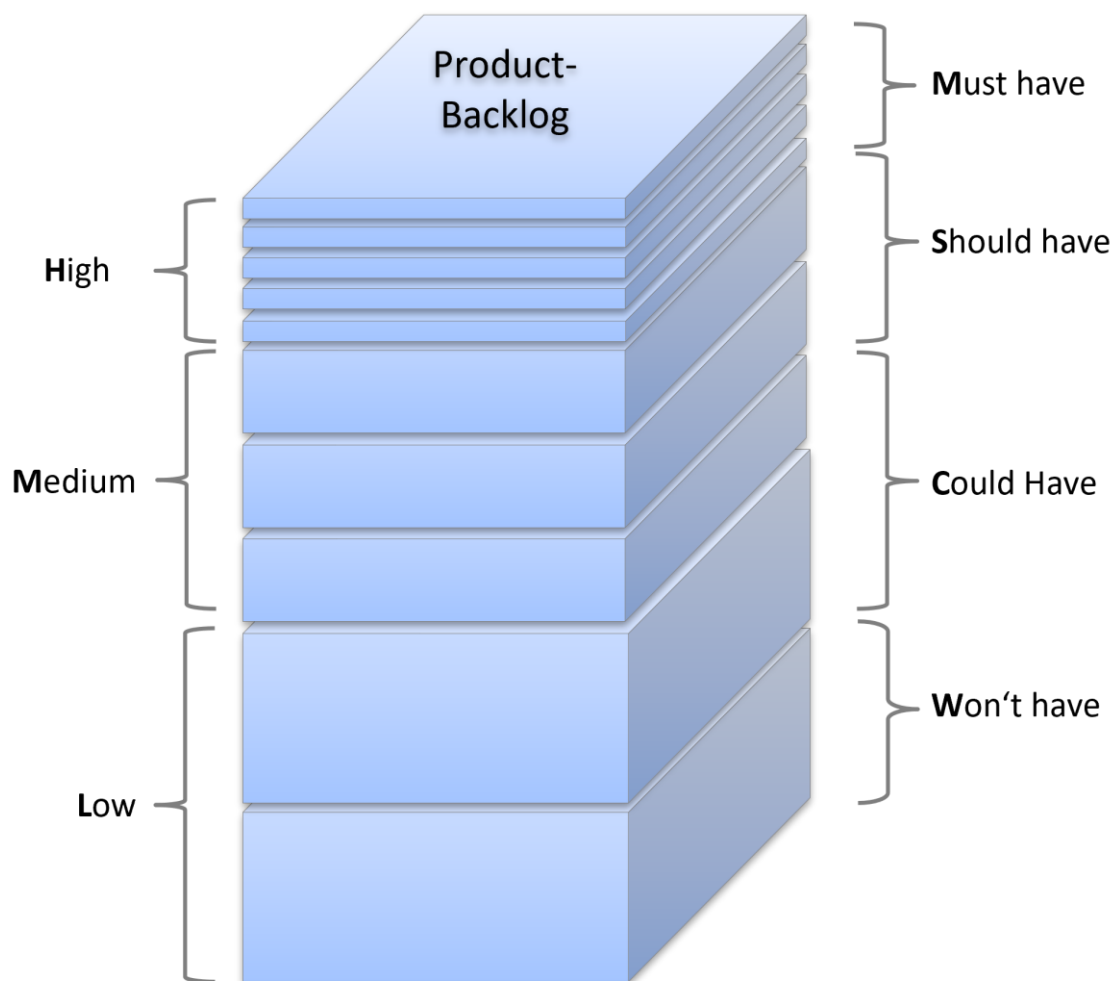 Product-
Backlog
Must have
Should have
High
Medium
Could Have
Won‘t have
Low